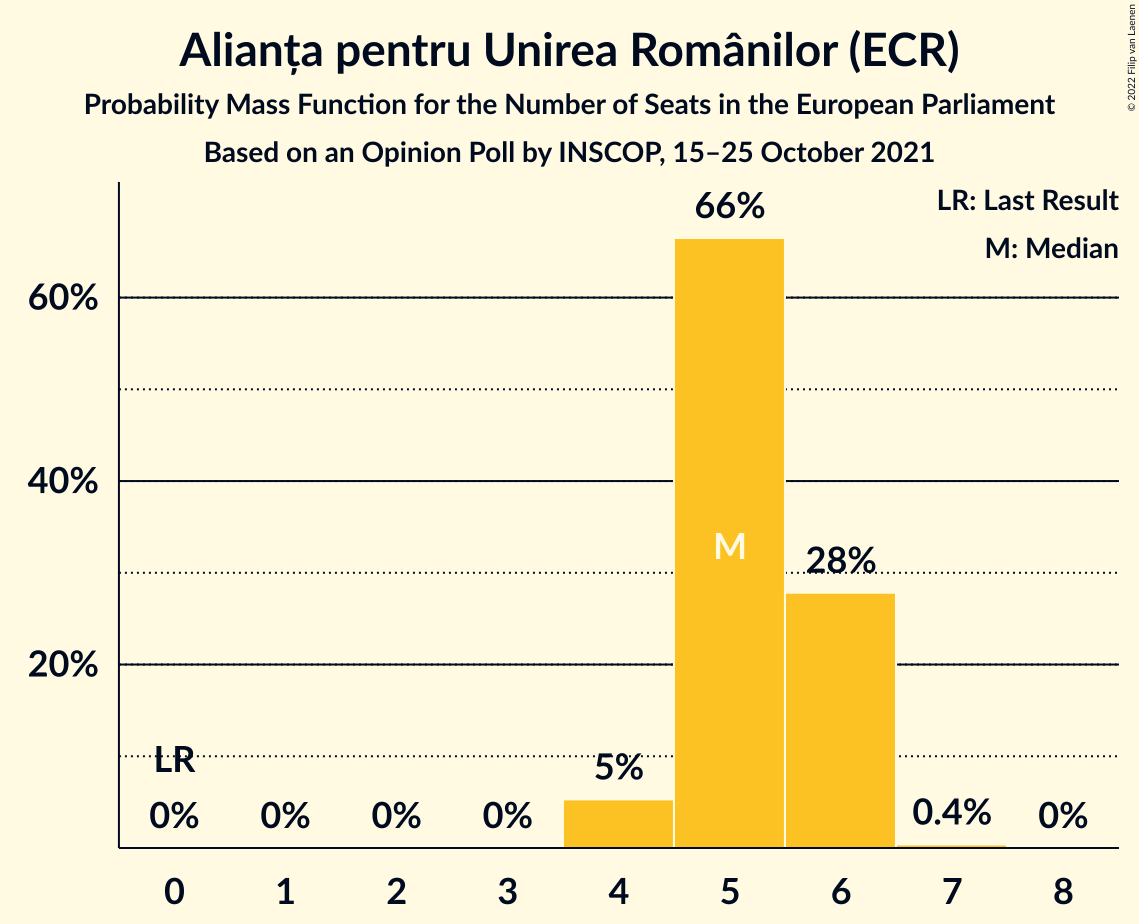 Alianța pentru Unirea Românilor (ECR)
Probability Mass Function for the Number of Seats in the European Parliament
Based on an Opinion Poll by INSCOP, 15–25 October 2021
© 2022 Filip van Laenen
LR: Last Result
M: Median
66%
60%
40%
M
28%
20%
LR
5%
0% 0% 0% 0% 0.4% 0%
0 1 2 3 4 5 6 7 8